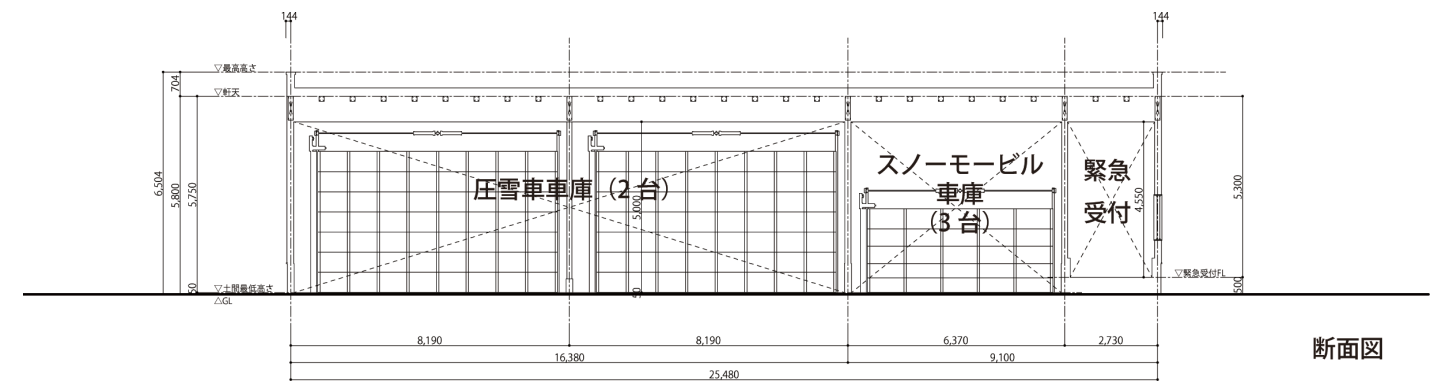 144
144
▽最高高さ
704
▽軒天
6,504
5,800
5,750
スノーモービル
車庫
(3 台)
緊急
受付
圧雪車車庫(2 台)
5,000
4,550
5,300
▽緊急受付FL
50
▽土間最低高さ
△GL
50
500
8,190
8,190
6,370
2,730
16,380
9,100
25,480
断面図